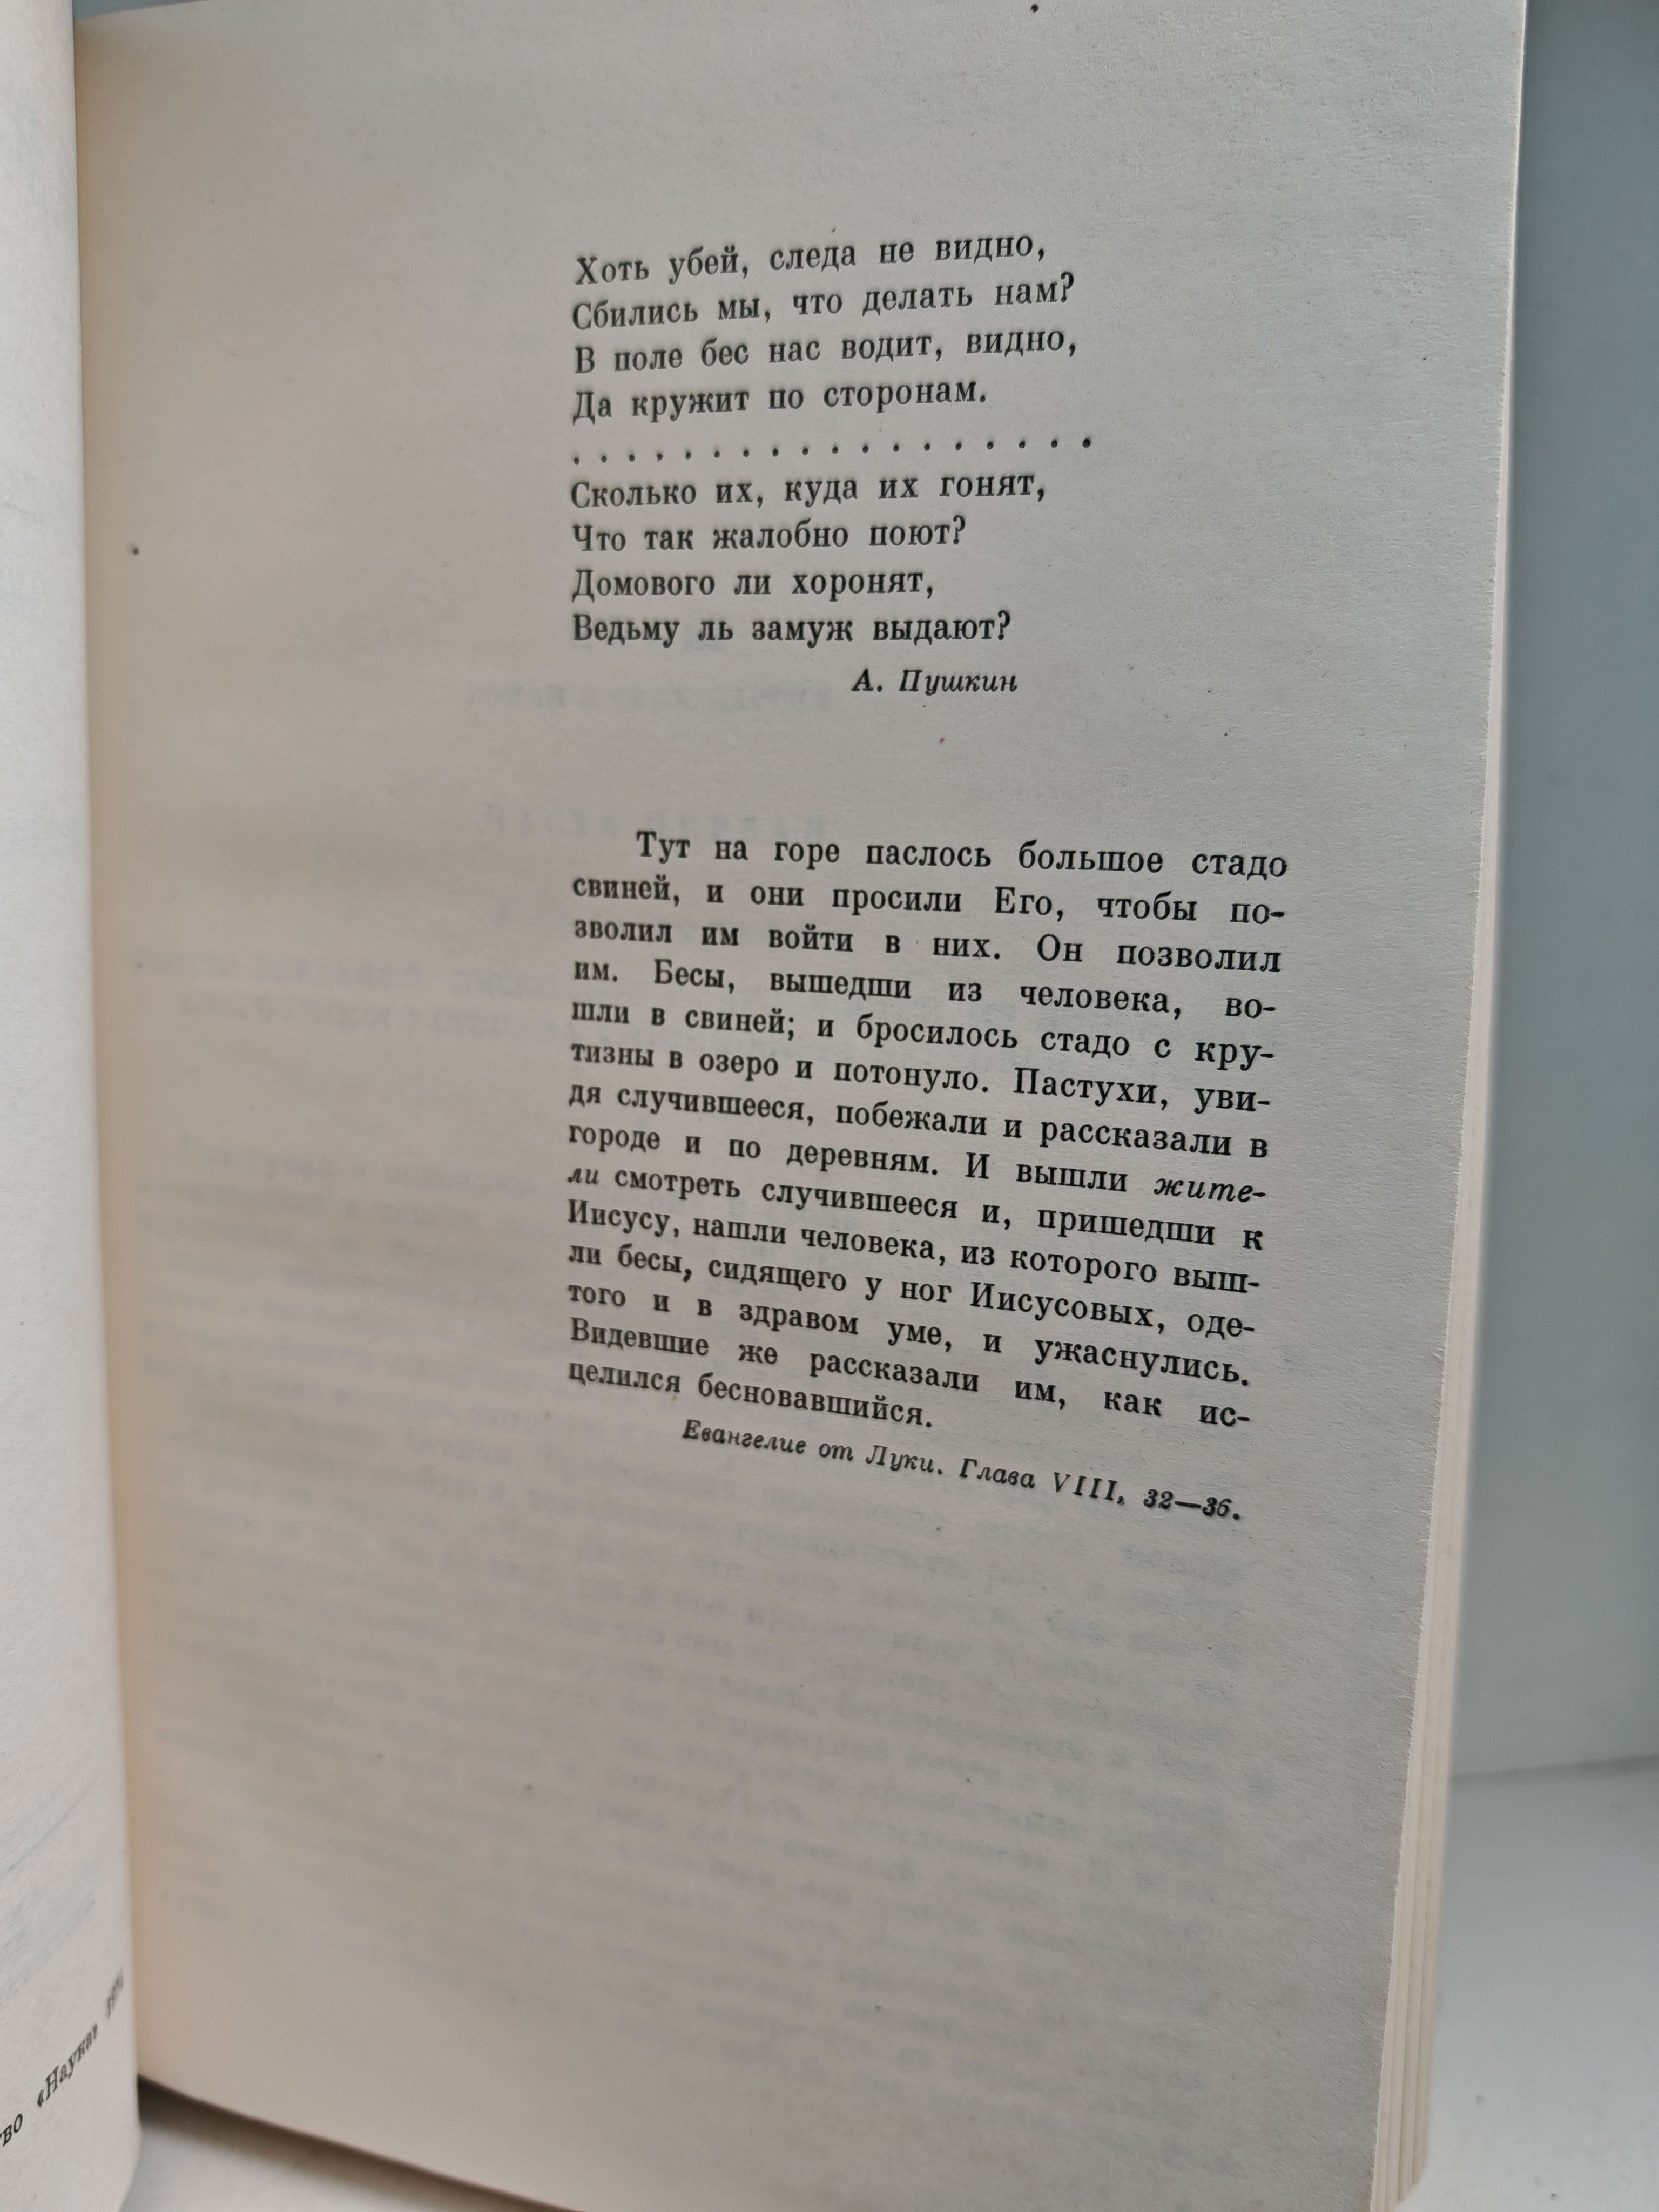 Хоть убей, следа не видно,
Сбились мы, что делать нам?
В поле бес нас водит, видно,
Да кружит по сторонам.
. . . . . . . . . . . . . . . . . . .
Сколько их, куда их гонят,
Что так жалобно поют?
Домового ли хоронят,
Ведьму ль замуж выдают?
А. Пушкин
Тут на горе паслось большое стадо
свиней, и они просили Его, чтобы по-
зволил им войти в них. Он позволил
им. Бесы, вышедши из человека, во-
шли в свиней; и бросилось стадо с кру-
тизны в озеро и потонуло. Пастухи, уви-
дя случившееся, побежали и рассказали в
городе и по деревням. И вышли жите-
ли смотреть случившееся и, пришедши к
Иисусу, нашли человека, из которого выш-
ли бесы, сидящего у ног Иисусовых, оде-
того и в здравом уме, и ужаснулись.
Видевшие же рассказали им, как ис-
целился бесновавшийся.
Евангелие от Луки. Глава VIII, 32—36.
«Наука»